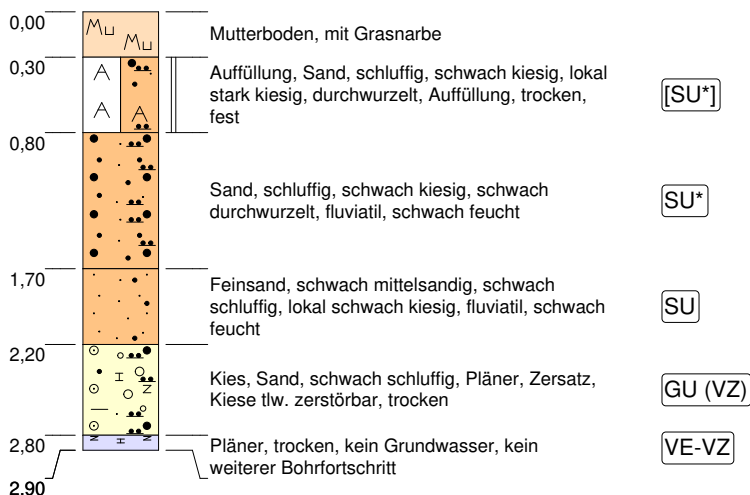 0,00
Mutterboden, mit Grasnarbe
0,30
Auffüllung, Sand, schluffig, schwach kiesig, lokal
stark kiesig, durchwurzelt, Auffüllung, trocken,
fest
[SU*]
0,80
Sand, schluffig, schwach kiesig, schwach
durchwurzelt, fluviatil, schwach feucht
SU*
1,70
Feinsand, schwach mittelsandig, schwach
schluffig, lokal schwach kiesig, fluviatil, schwach
feucht
SU
2,20
Kies, Sand, schwach schluffig, Pläner, Zersatz,
Kiese tlw. zerstörbar, trocken
GU (VZ)
2,80
Pläner, trocken, kein Grundwasser, kein
weiterer Bohrfortschritt
VE-VZ
2,90